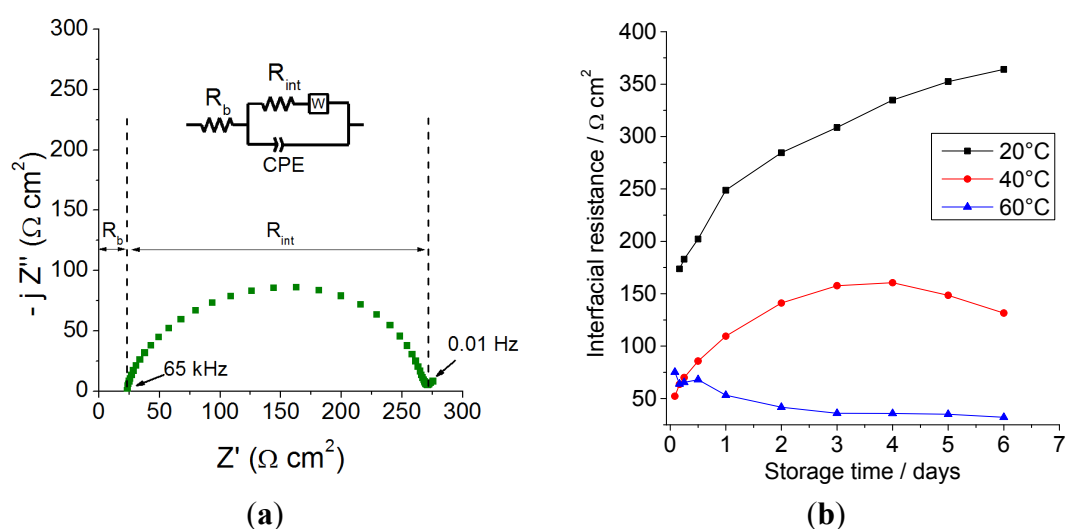 300
250
200
150
100
50
0
0 50 100 150 200 250 300
- j Z'' (Ω cm²)
Z' (Ω cm²)
R_b
R_int
W
CPE
R_b
R_int
65 kHz
0.01 Hz
(a)
400
350
300
250
200
150
100
50
0 1 2 3 4 5 6 7
Interfacial resistance / Ω cm²
Storage time / days
20°C
40°C
60°C
(b)